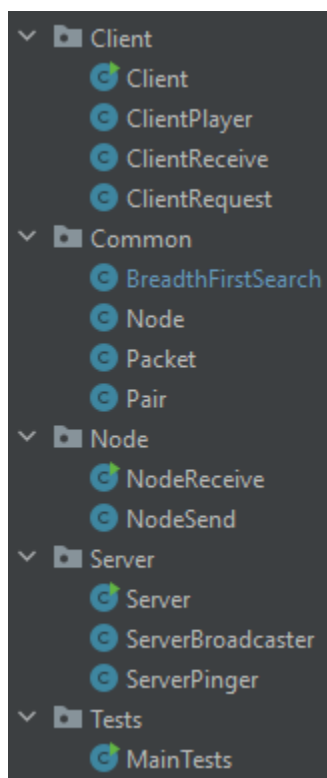 Client
C Client
C ClientPlayer
C ClientReceive
C ClientRequest
Common
C BreadthFirstSearch
C Node
C Packet
C Pair
Node
C NodeReceive
C NodeSend
Server
C Server
C ServerBroadcaster
C ServerPinger
Tests
C MainTests